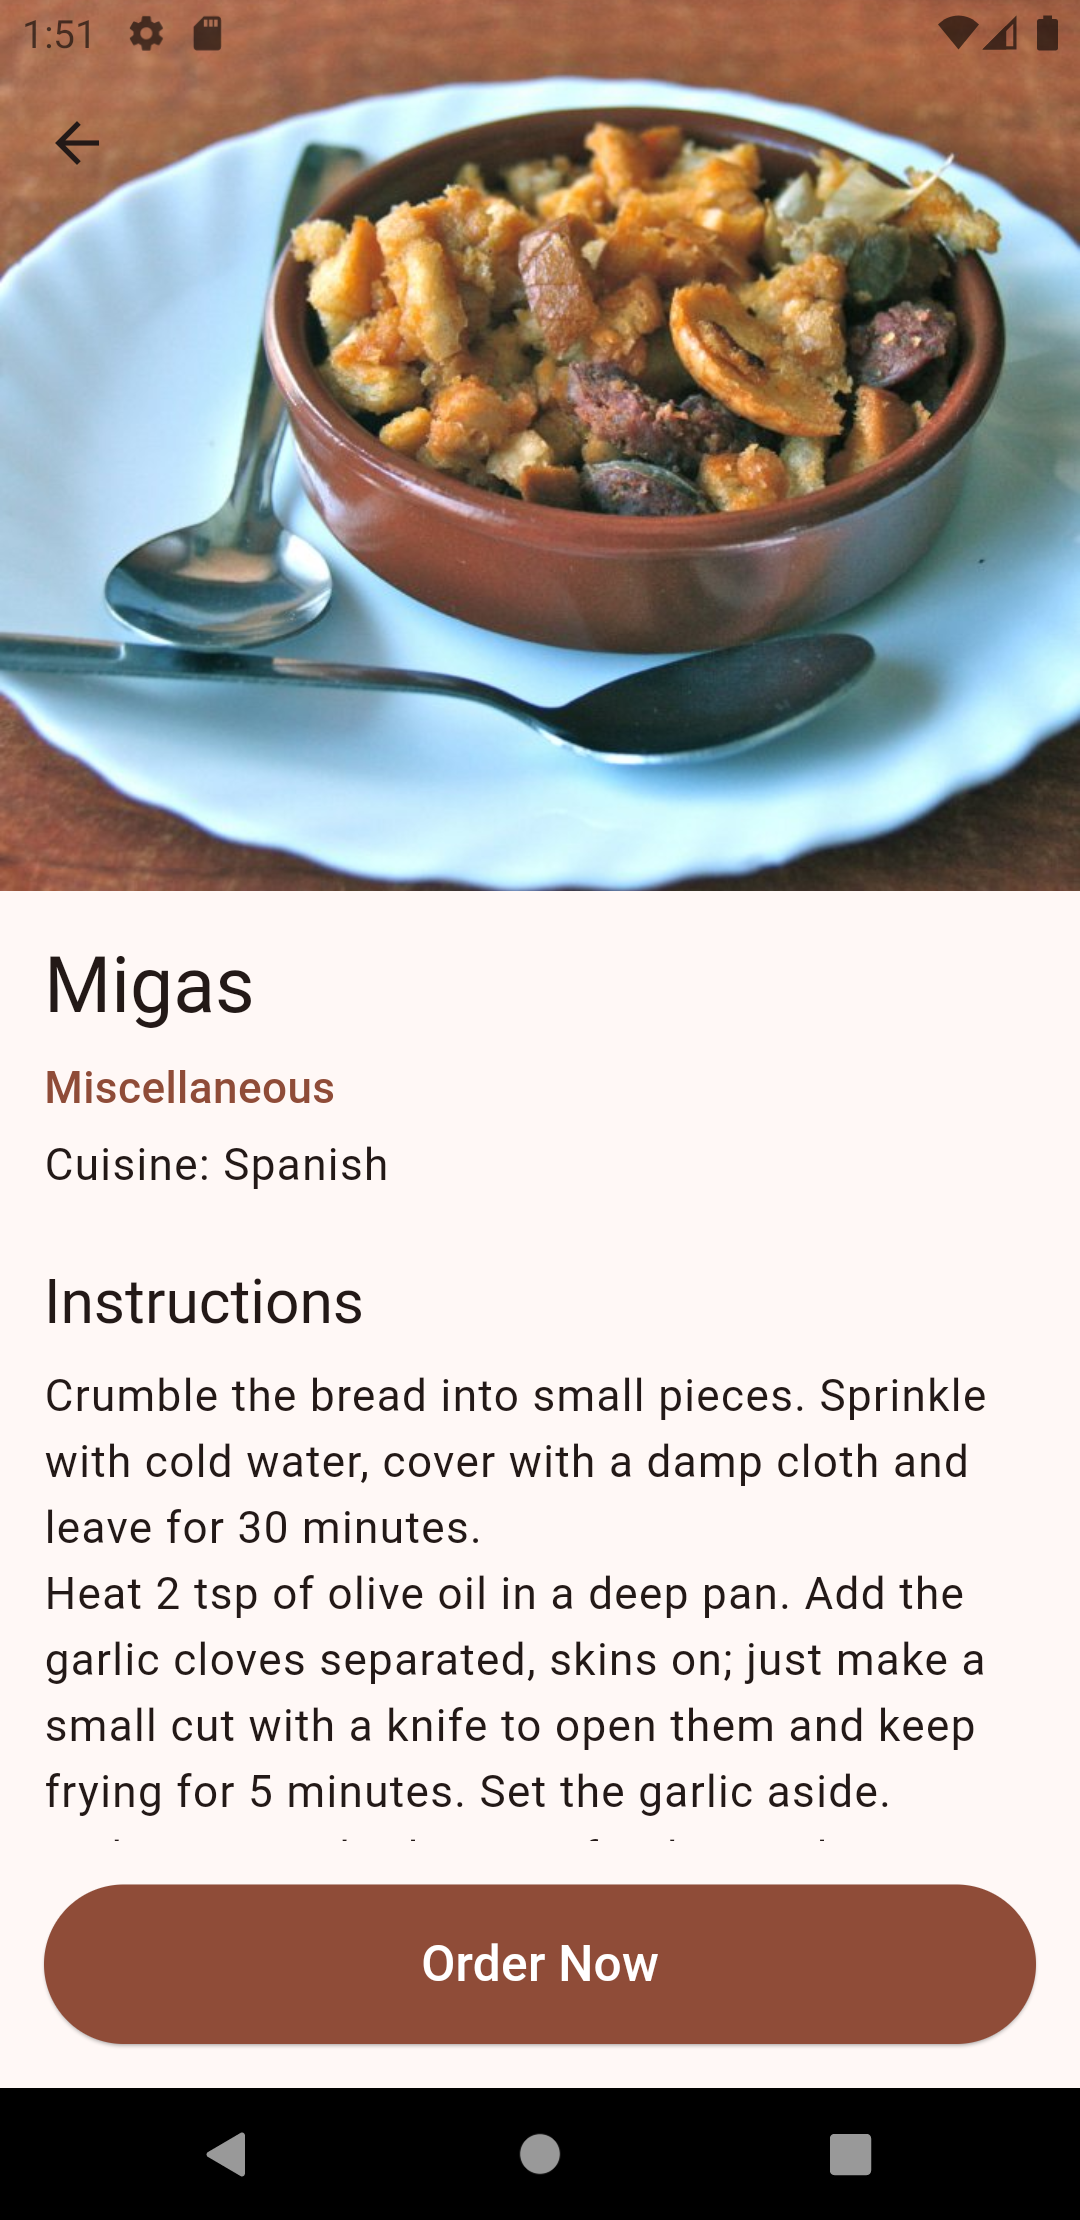 1:51
Migas
Miscellaneous
Cuisine: Spanish
Instructions
Crumble the bread into small pieces. Sprinkle
with cold water, cover with a damp cloth and
leave for 30 minutes.
Heat 2 tsp of olive oil in a deep pan. Add the
garlic cloves separated, skins on; just make a
small cut with a knife to open them and keep
frying for 5 minutes. Set the garlic aside.
Order Now